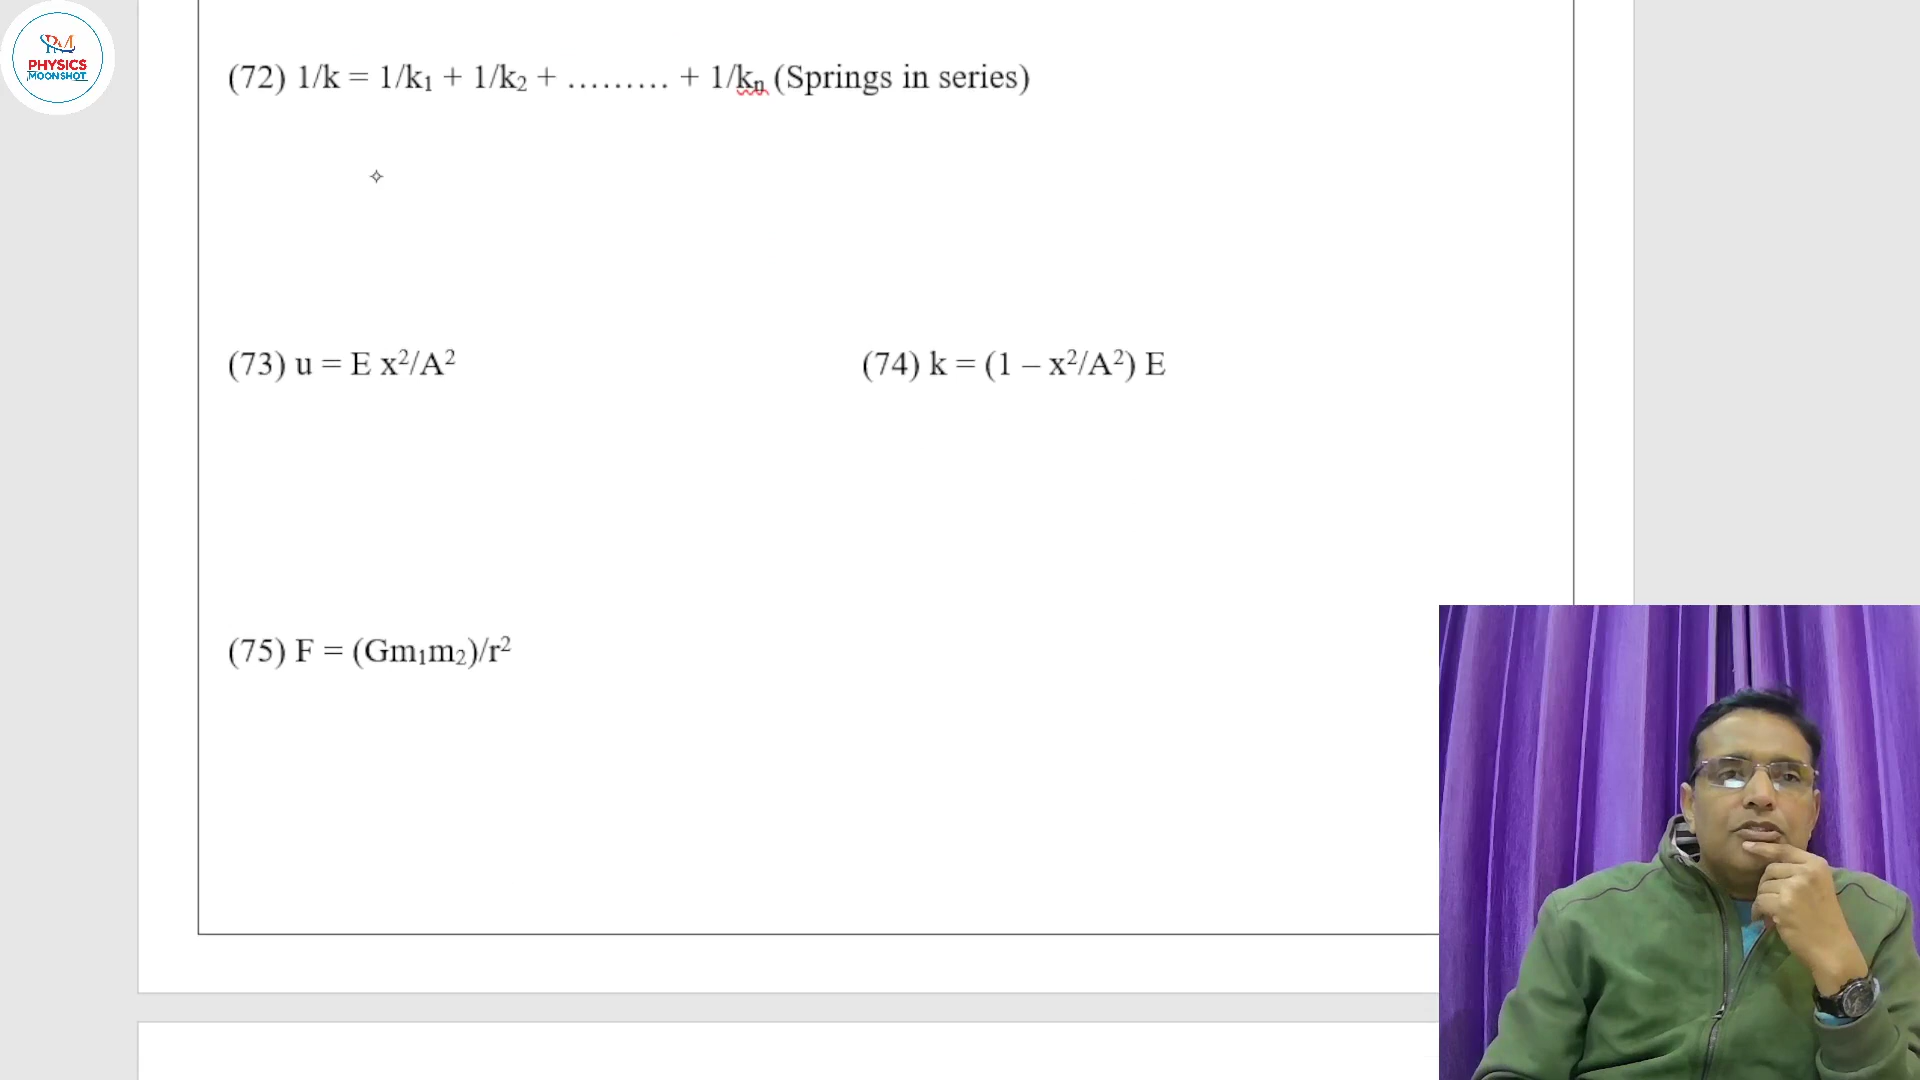 PHYSICS
MOONSHOT
(72) 1/k = 1/k₁ + 1/k₂ + ……… + 1/kₙ (Springs in series)
(73) u = E x²/A² (74) k = (1 – x²/A²) E
(75) F = (Gm₁m₂)/r²